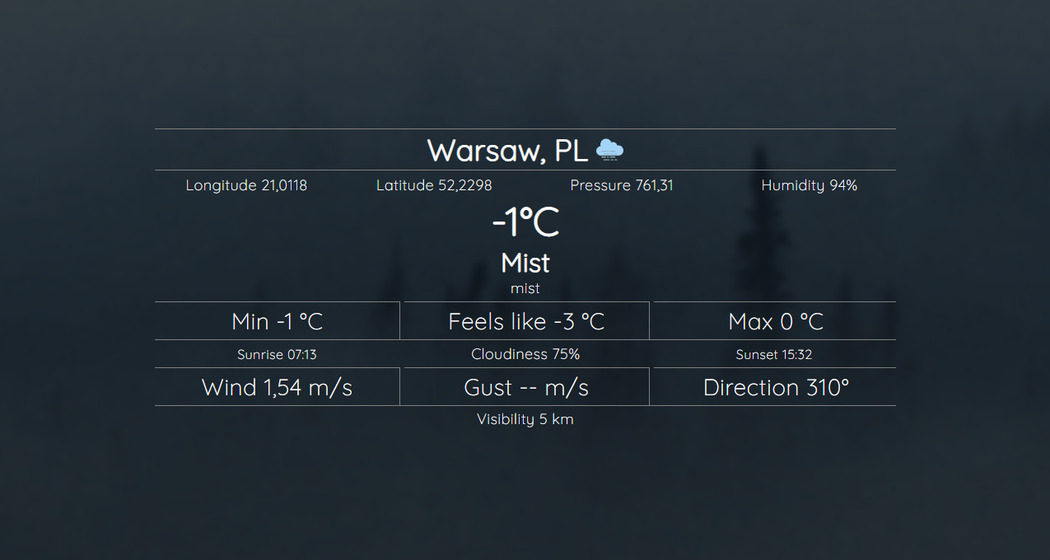 Warsaw, PL
Longitude 21,0118 Latitude 52,2298 Pressure 761,31 Humidity 94%
-1°C
Mist
mist
Min -1 °C Feels like -3 °C Max 0 °C
Sunrise 07:13 Cloudiness 75% Sunset 15:32
Wind 1,54 m/s Gust -- m/s Direction 310°
Visibility 5 km